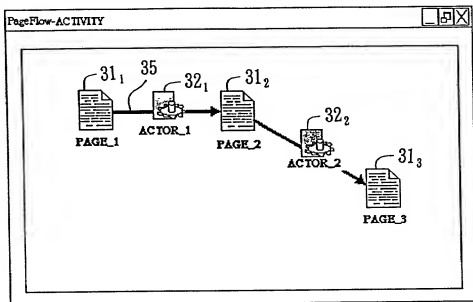 PageFlow-ACTIVITY
31₁ 35 32₁ 31₂
PAGE_1 ACTOR_1 PAGE_2
32₂
ACTOR_2
31₃
PAGE_3